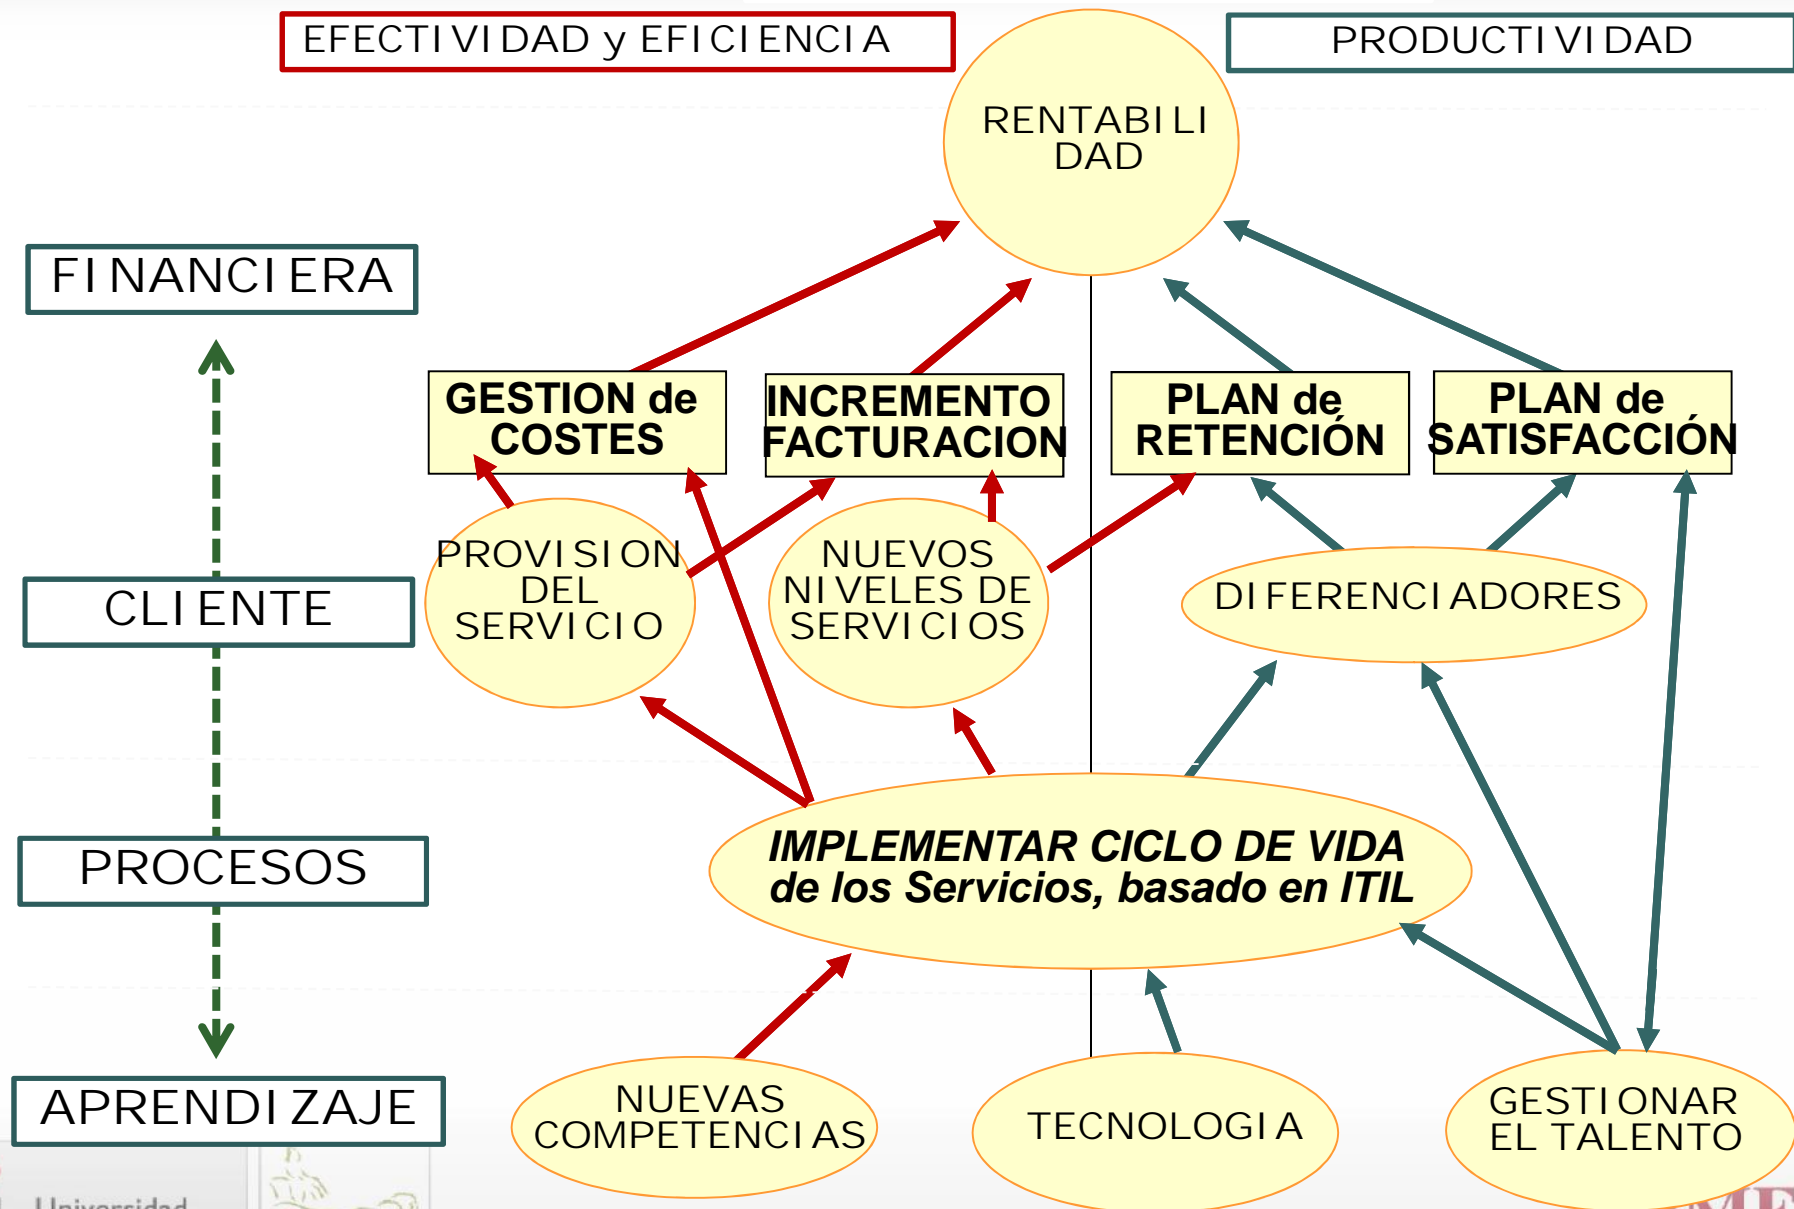 EFECTIVIDAD y EFICIENCIA
PRODUCTIVIDAD
RENTABILI
DAD
FINANCIERA
GESTION de
COSTES
INCREMENTO
FACTURACION
PLAN de
RETENCIÓN
PLAN de
SATISFACCIÓN
CLIENTE
PROVISION
DEL
SERVICIO
NUEVOS
NIVELES DE
SERVICIOS
DIFERENCIADORES
PROCESOS
IMPLEMENTAR CICLO DE VIDA
de los Servicios, basado en ITIL
APRENDIZAJE
NUEVAS
COMPETENCIAS
TECNOLOGIA
GESTIONAR
EL TALENTO